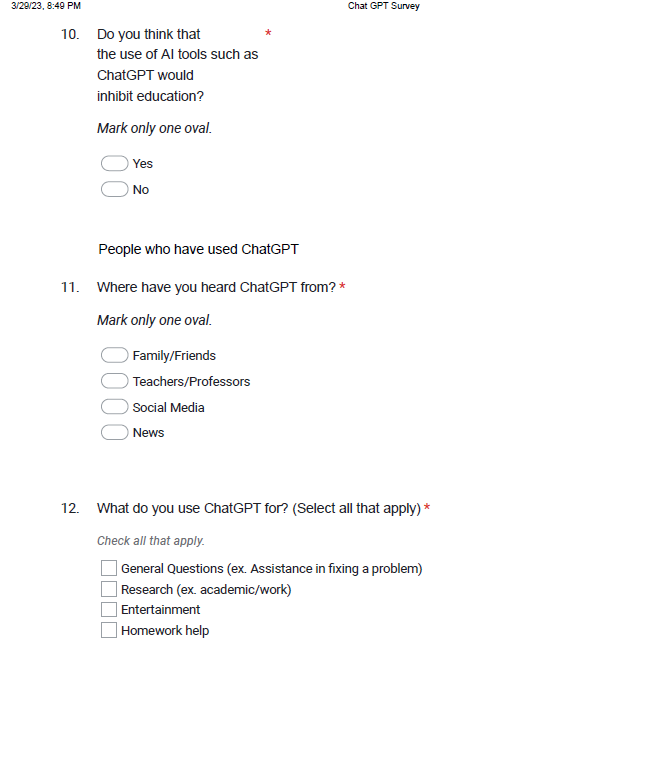 3/29/23, 8:49 PM Chat GPT Survey
10. Do you think that *
the use of AI tools such as
ChatGPT would
inhibit education?
Mark only one oval.
Yes
No
People who have used ChatGPT
11. Where have you heard ChatGPT from? *
Mark only one oval.
Family/Friends
Teachers/Professors
Social Media
News
12. What do you use ChatGPT for? (Select all that apply) *
Check all that apply.
General Questions (ex. Assistance in fixing a problem)
Research (ex. academic/work)
Entertainment
Homework help